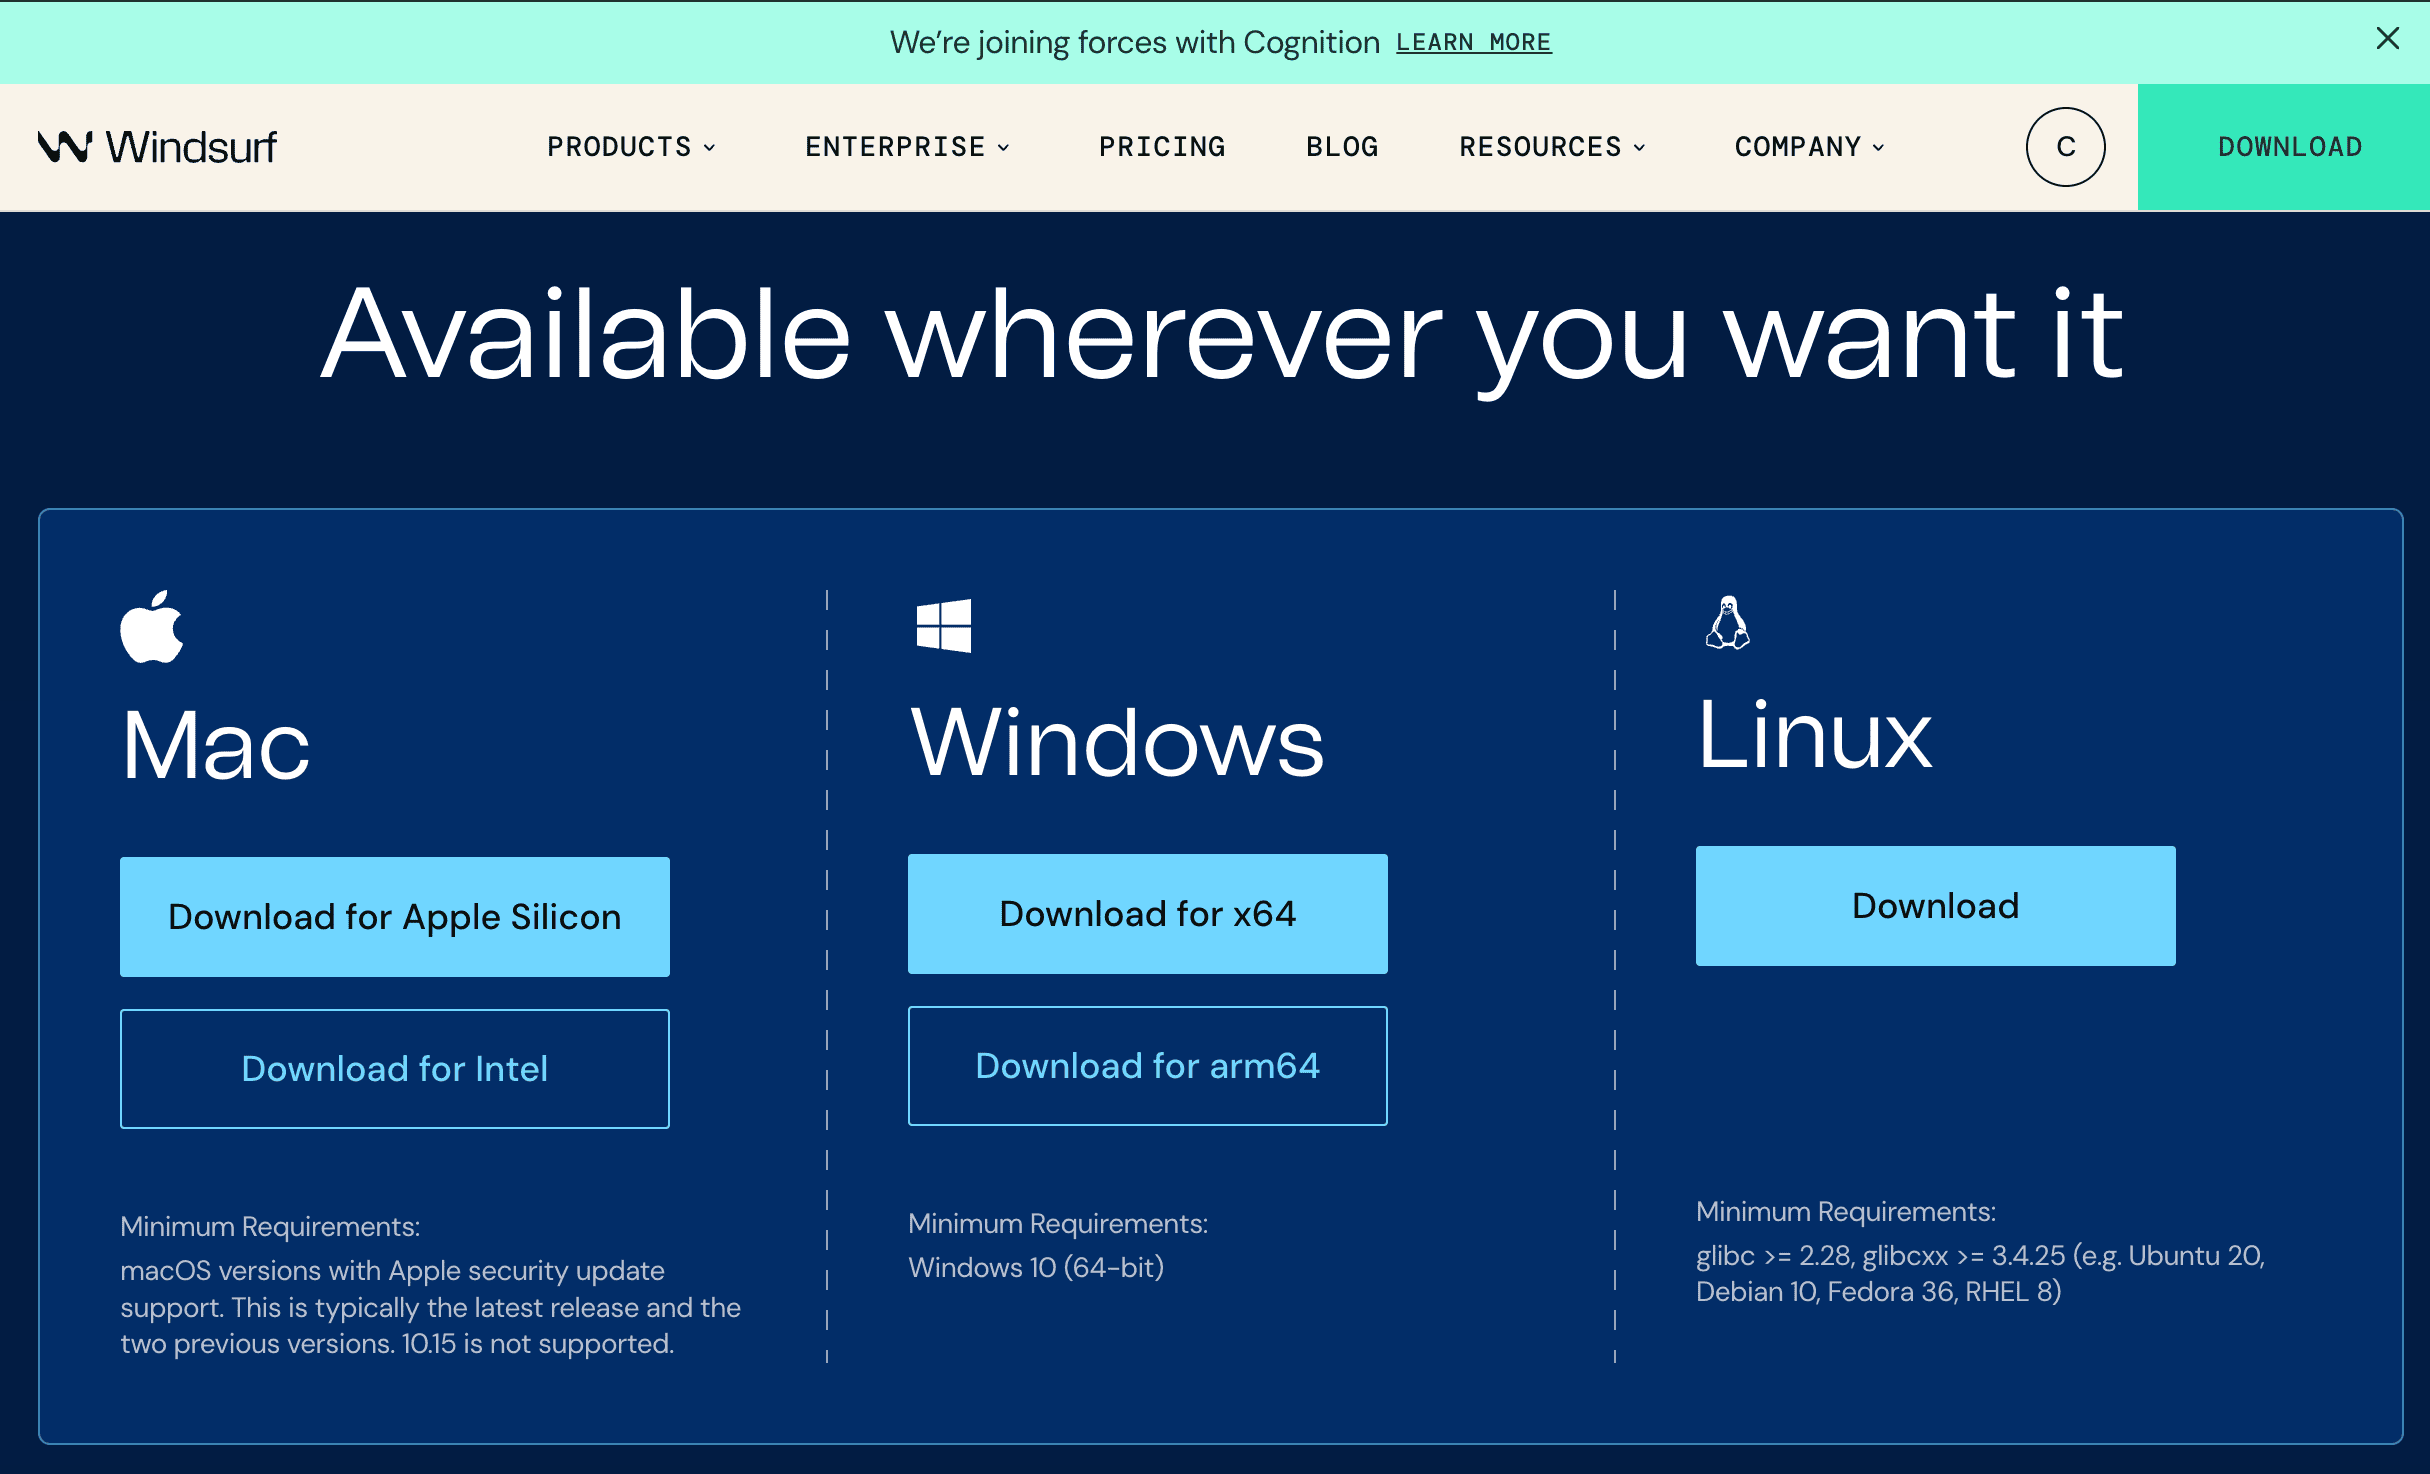 We're joining forces with Cognition LEARN MORE
Windsurf PRODUCTS ENTERPRISE PRICING BLOG RESOURCES COMPANY C DOWNLOAD
Available wherever you want it
Mac
Download for Apple Silicon
Download for Intel
Minimum Requirements:
macOS versions with Apple security update
support. This is typically the latest release and the
two previous versions. 10.15 is not supported.
Windows
Download for x64
Download for arm64
Minimum Requirements:
Windows 10 (64-bit)
Linux
Download
Minimum Requirements:
glibc >= 2.28, glibcxx >= 3.4.25 (e.g. Ubuntu 20,
Debian 10, Fedora 36, RHEL 8)